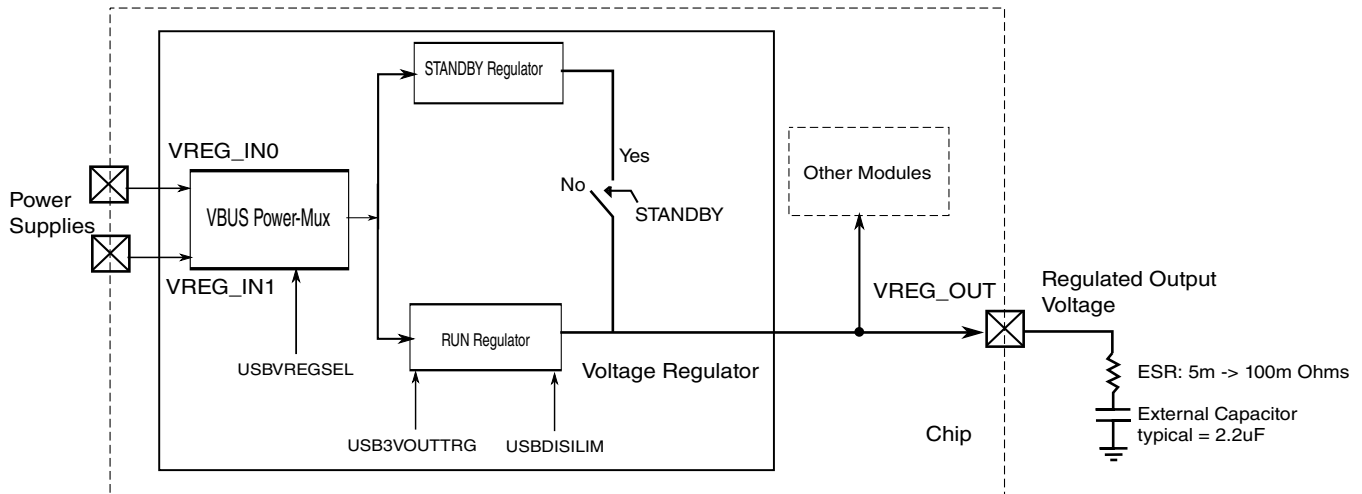 STANDBY Regulator
Yes
No
STANDBY
Other Modules
Power
Supplies
VREG_IN0
VBUS Power-Mux
VREG_IN1
USBVREGSEL
RUN Regulator
Voltage Regulator
USB3VOUTTRG
USBDISILIM
VREG_OUT
Chip
Regulated Output
Voltage
ESR: 5m -> 100m Ohms
External Capacitor
typical = 2.2uF